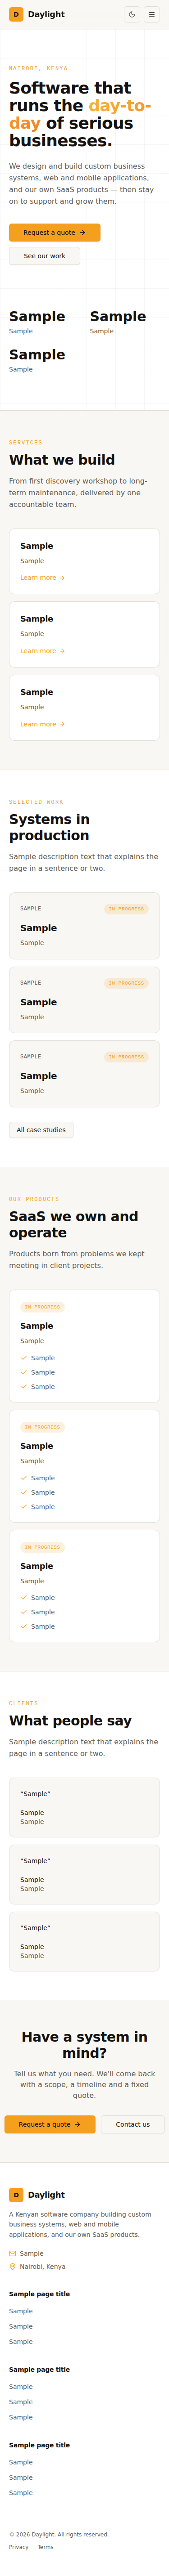 D Daylight
NAIROBI, KENYA
Software that
runs the day-to-
day of serious
businesses.
We design and build custom business
systems, web and mobile applications,
and our own SaaS products — then stay
on to support and grow them.
Request a quote →
See our work
Sample
Sample
Sample
Sample
Sample
Sample
SERVICES
What we build
From first discovery workshop to long-
term maintenance, delivered by one
accountable team.
Sample
Sample
Learn more →
Sample
Sample
Learn more →
Sample
Sample
Learn more →
SELECTED WORK
Systems in
production
Sample description text that explains the
page in a sentence or two.
SAMPLE
IN PROGRESS
Sample
Sample
SAMPLE
IN PROGRESS
Sample
Sample
SAMPLE
IN PROGRESS
Sample
Sample
All case studies
OUR PRODUCTS
SaaS we own and
operate
Products born from problems we kept
meeting in client projects.
IN PROGRESS
Sample
Sample
Sample
Sample
Sample
IN PROGRESS
Sample
Sample
Sample
Sample
Sample
IN PROGRESS
Sample
Sample
Sample
Sample
Sample
CLIENTS
What people say
Sample description text that explains the
page in a sentence or two.
“Sample”
Sample
Sample
“Sample”
Sample
Sample
“Sample”
Sample
Sample
Have a system in
mind?
Tell us what you need. We'll come back
with a scope, a timeline and a fixed
quote.
Request a quote →
Contact us
D Daylight
A Kenyan software company building custom
business systems, web and mobile
applications, and our own SaaS products.
Sample
Nairobi, Kenya
Sample page title
Sample
Sample
Sample
Sample page title
Sample
Sample
Sample
Sample page title
Sample
Sample
Sample
© 2026 Daylight. All rights reserved.
Privacy Terms